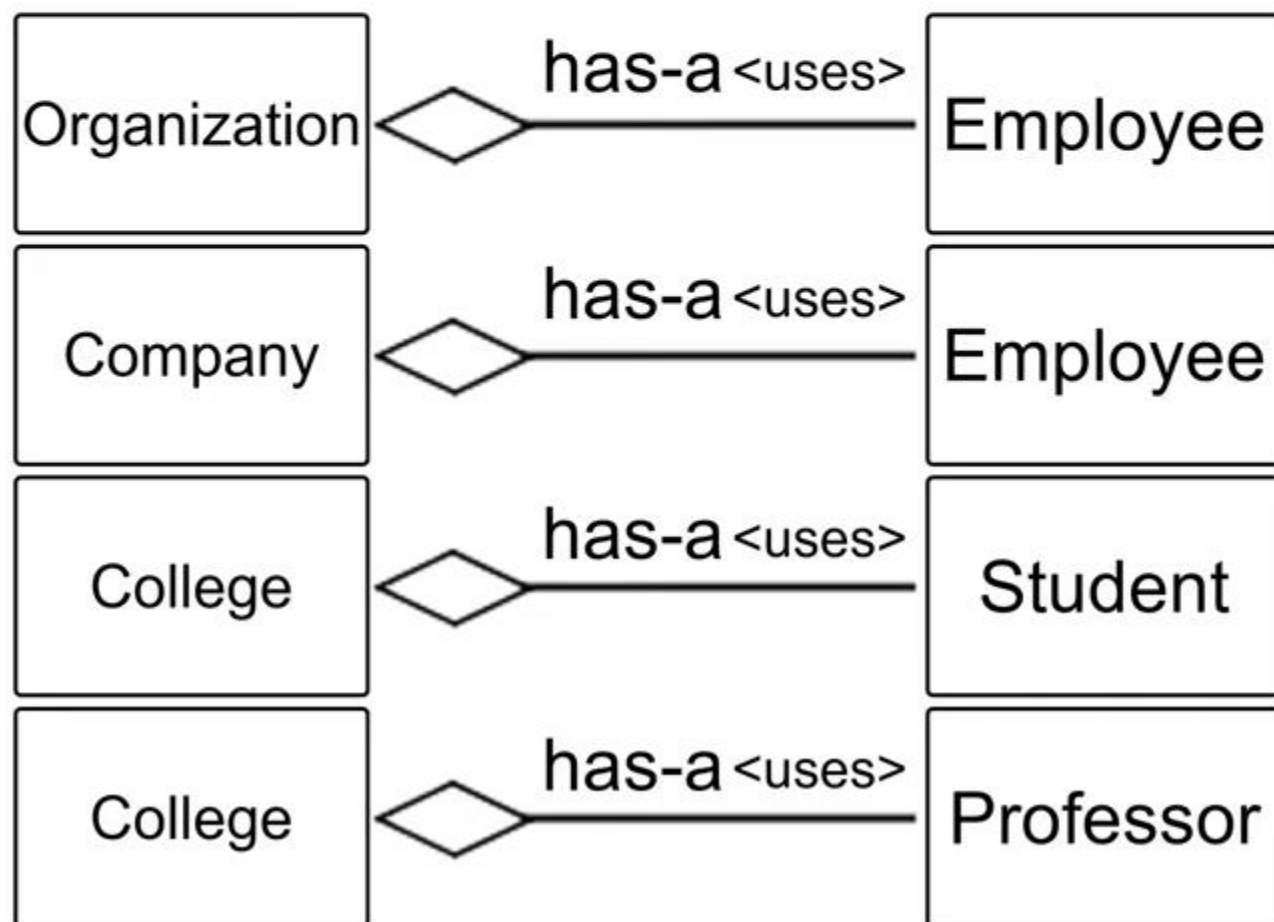 Organization has-a <uses> Employee
Company has-a <uses> Employee
College has-a <uses> Student
College has-a <uses> Professor